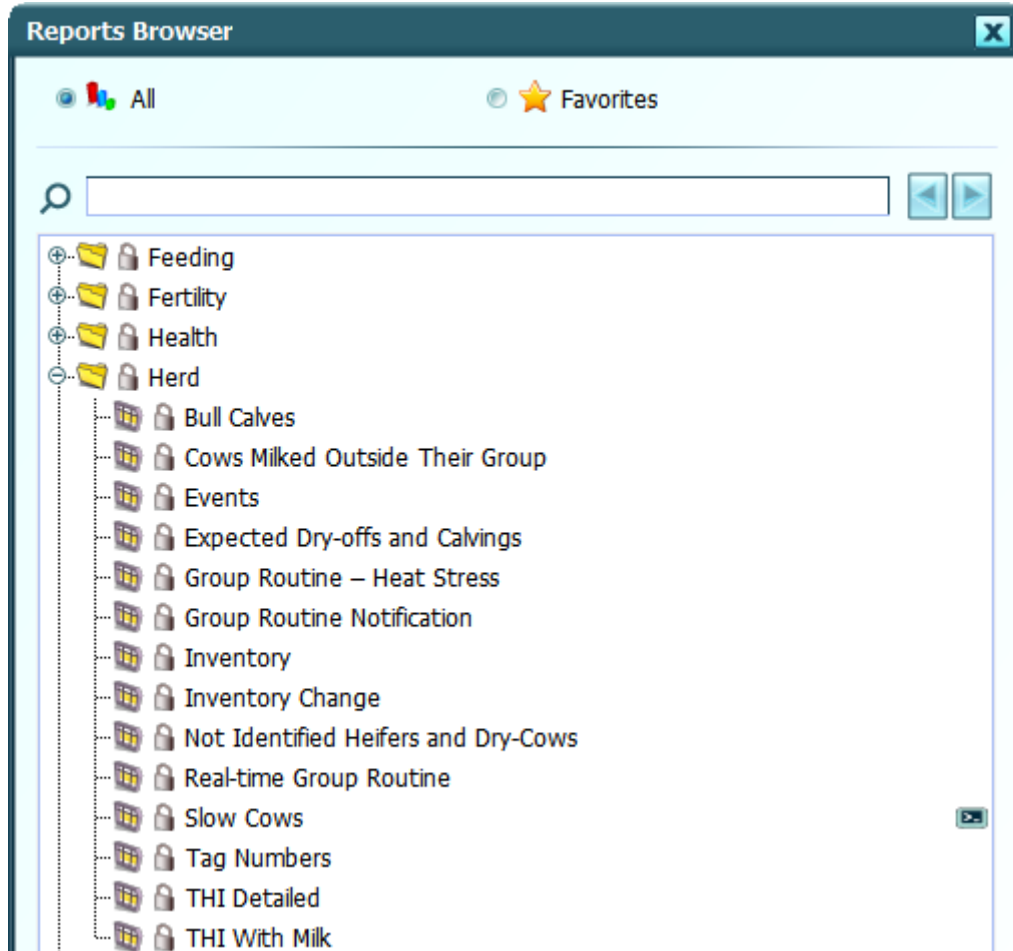 Reports Browser
All
Favorites
Feeding
Fertility
Health
Herd
Bull Calves
Cows Milked Outside Their Group
Events
Expected Dry-offs and Calvings
Group Routine – Heat Stress
Group Routine Notification
Inventory
Inventory Change
Not Identified Heifers and Dry-Cows
Real-time Group Routine
Slow Cows
Tag Numbers
THI Detailed
THI With Milk